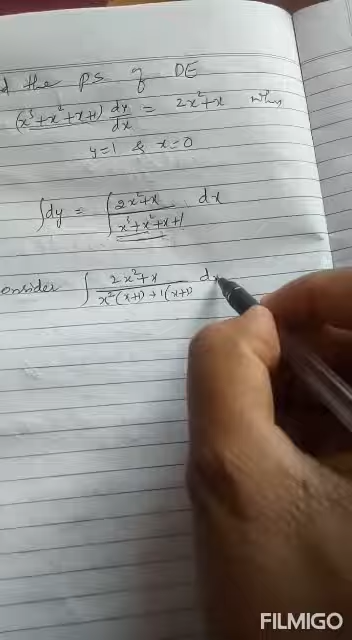 d the PS of DE
(x³+x²+x+1) dy/dx = 2x²+x when
y=1 & x=0
∫dy = ∫ 2x²+x / x³+x²+x+1 dx
onsider ∫ 2x²+x / x²(x+1)+1(x+1) dx
FILMIGO